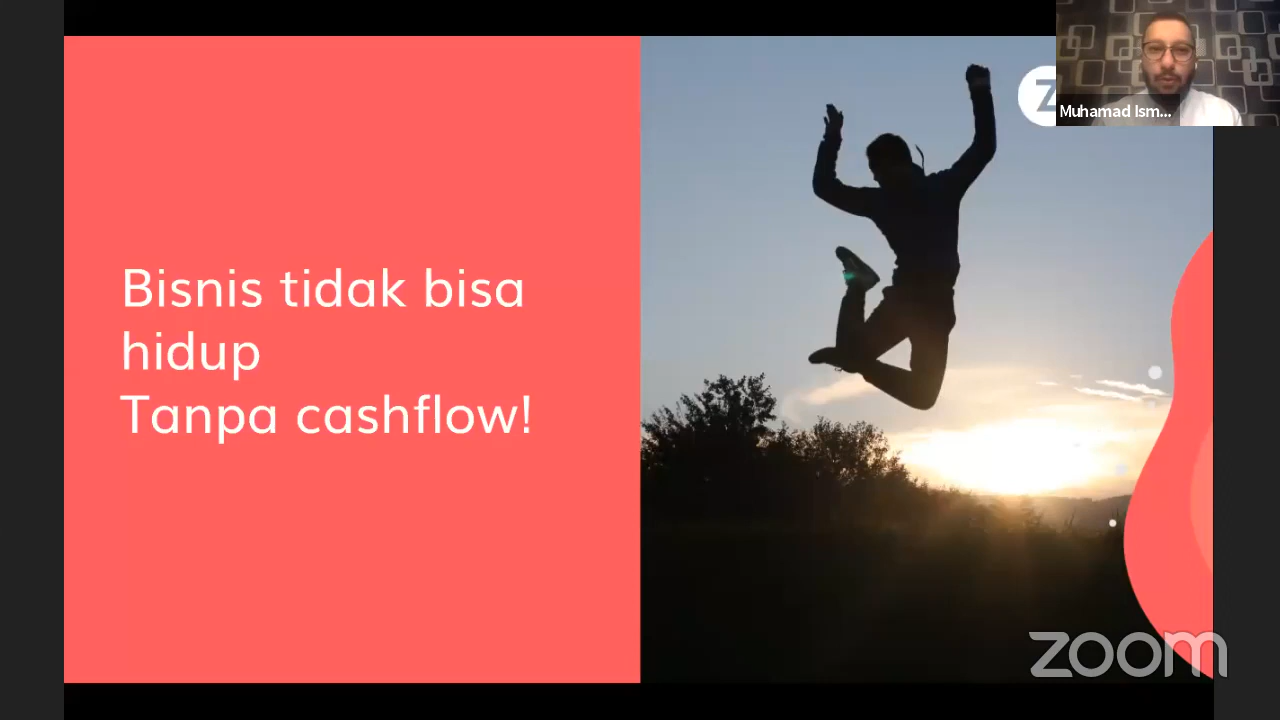 Bisnis tidak bisa
hidup
Tanpa cashflow!
Z
Muhamad Ism...
zoom